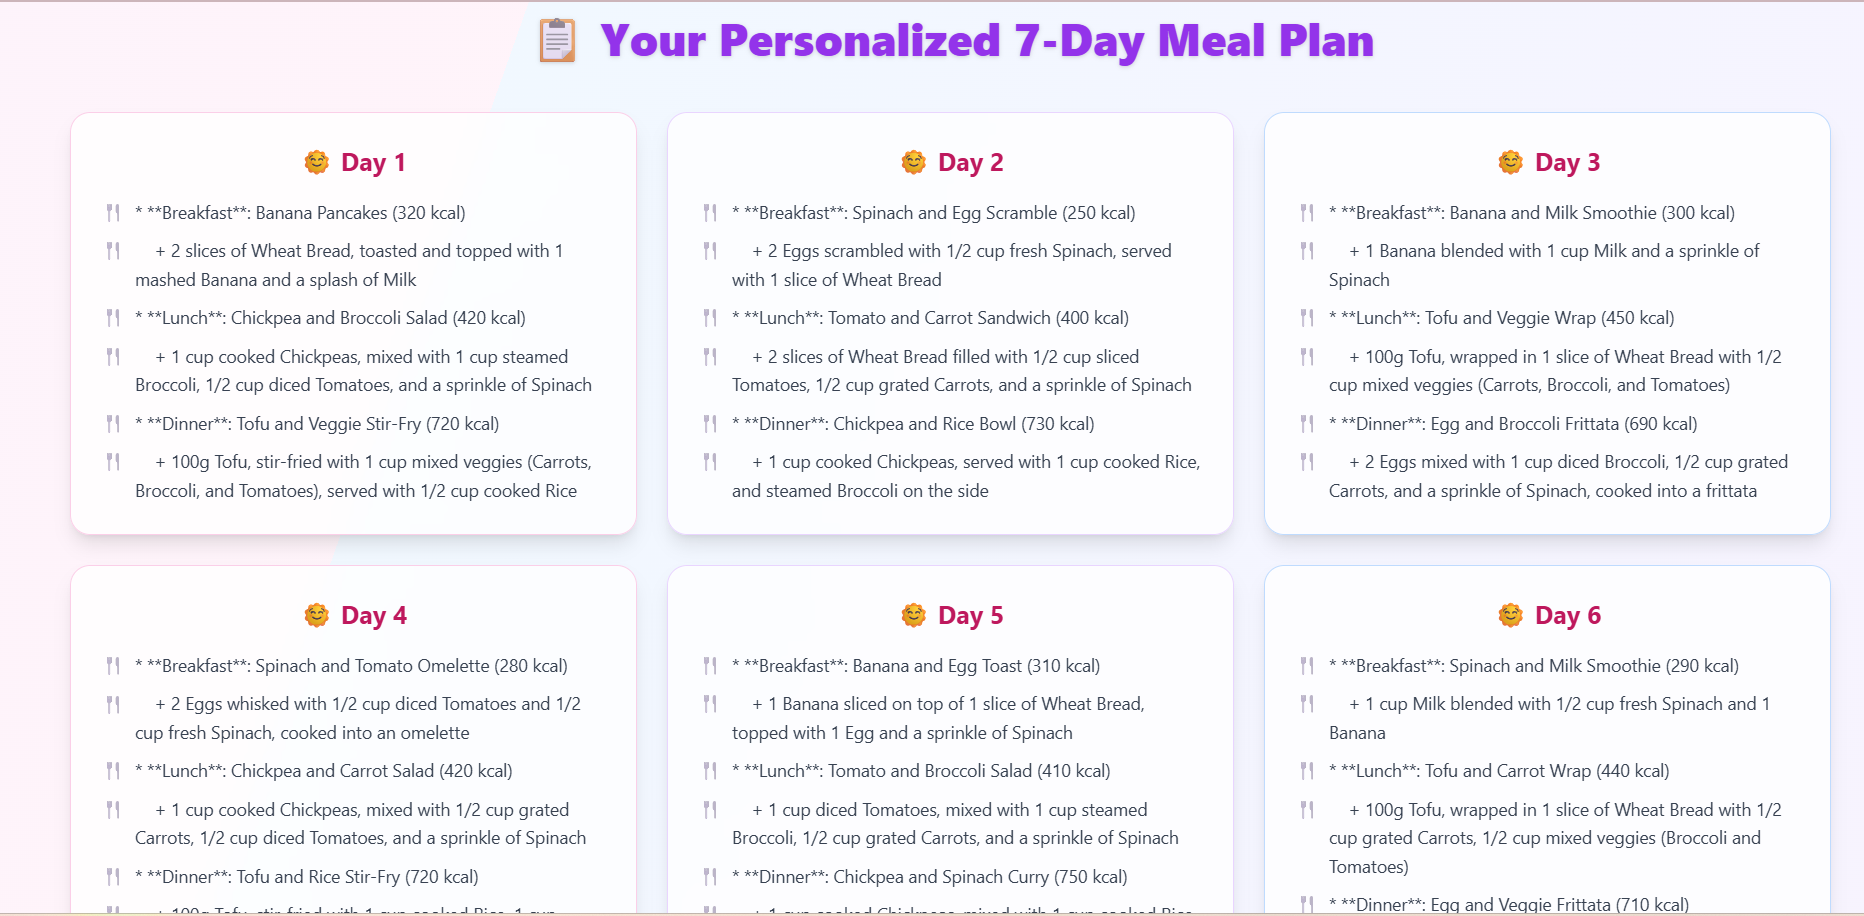 Your Personalized 7-Day Meal Plan
Day 1
* **Breakfast**: Banana Pancakes (320 kcal)
+ 2 slices of Wheat Bread, toasted and topped with 1
mashed Banana and a splash of Milk
* **Lunch**: Chickpea and Broccoli Salad (420 kcal)
+ 1 cup cooked Chickpeas, mixed with 1 cup steamed
Broccoli, 1/2 cup diced Tomatoes, and a sprinkle of Spinach
* **Dinner**: Tofu and Veggie Stir-Fry (720 kcal)
+ 100g Tofu, stir-fried with 1 cup mixed veggies (Carrots,
Broccoli, and Tomatoes), served with 1/2 cup cooked Rice
Day 2
* **Breakfast**: Spinach and Egg Scramble (250 kcal)
+ 2 Eggs scrambled with 1/2 cup fresh Spinach, served
with 1 slice of Wheat Bread
* **Lunch**: Tomato and Carrot Sandwich (400 kcal)
+ 2 slices of Wheat Bread filled with 1/2 cup sliced
Tomatoes, 1/2 cup grated Carrots, and a sprinkle of Spinach
* **Dinner**: Chickpea and Rice Bowl (730 kcal)
+ 1 cup cooked Chickpeas, served with 1 cup cooked Rice,
and steamed Broccoli on the side
Day 3
* **Breakfast**: Banana and Milk Smoothie (300 kcal)
+ 1 Banana blended with 1 cup Milk and a sprinkle of
Spinach
* **Lunch**: Tofu and Veggie Wrap (450 kcal)
+ 100g Tofu, wrapped in 1 slice of Wheat Bread with 1/2
cup mixed veggies (Carrots, Broccoli, and Tomatoes)
* **Dinner**: Egg and Broccoli Frittata (690 kcal)
+ 2 Eggs mixed with 1 cup diced Broccoli, 1/2 cup grated
Carrots, and a sprinkle of Spinach, cooked into a frittata
Day 4
* **Breakfast**: Spinach and Tomato Omelette (280 kcal)
+ 2 Eggs whisked with 1/2 cup diced Tomatoes and 1/2
cup fresh Spinach, cooked into an omelette
* **Lunch**: Chickpea and Carrot Salad (420 kcal)
+ 1 cup cooked Chickpeas, mixed with 1/2 cup grated
Carrots, 1/2 cup diced Tomatoes, and a sprinkle of Spinach
* **Dinner**: Tofu and Rice Stir-Fry (720 kcal)
+ 100g Tofu, stir-fried with 1 cup cooked Rice, 1 cup
Day 5
* **Breakfast**: Banana and Egg Toast (310 kcal)
+ 1 Banana sliced on top of 1 slice of Wheat Bread,
topped with 1 Egg and a sprinkle of Spinach
* **Lunch**: Tomato and Broccoli Salad (410 kcal)
+ 1 cup diced Tomatoes, mixed with 1 cup steamed
Broccoli, 1/2 cup grated Carrots, and a sprinkle of Spinach
* **Dinner**: Chickpea and Spinach Curry (750 kcal)
+ 1 cup cooked Chickpeas, mixed with 1 cup cooked Rice
Day 6
* **Breakfast**: Spinach and Milk Smoothie (290 kcal)
+ 1 cup Milk blended with 1/2 cup fresh Spinach and 1
Banana
* **Lunch**: Tofu and Carrot Wrap (440 kcal)
+ 100g Tofu, wrapped in 1 slice of Wheat Bread with 1/2
cup grated Carrots, 1/2 cup mixed veggies (Broccoli and
Tomatoes)
* **Dinner**: Egg and Veggie Frittata (710 kcal)